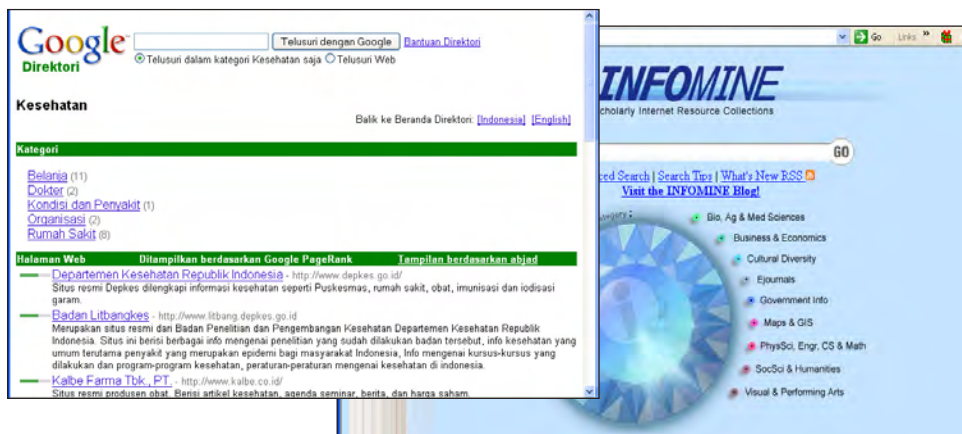 Google
Direktori
Telusuri dengan Google Bantuan Direktori
Telusuri dalam kategori Kesehatan saja Telusuri Web
Kesehatan
Balik ke Beranda Direktori: [Indonesia] [English]
Kategori
Belanja (11)
Dokter (2)
Kondisi dan Penyakit (1)
Organisasi (2)
Rumah Sakit (8)
Halaman Web Ditampilkan berdasarkan Google PageRank Tampilan berdasarkan abjad
Departemen Kesehatan Republik Indonesia - http://www.depkes.go.id/
Situs resmi Depkes dilengkapi informasi kesehatan seperti Puskesmas, rumah sakit, obat, imunisasi dan iodisasi
garam.
Badan Litbangkes - http://www.litbang.depkes.go.id
Merupakan situs resmi dari Badan Penelitian dan Pengembangan Kesehatan Departemen Kesehatan Republik
Indonesia. Situs ini berisi berbagai info mengenai penelitian yang sudah dilakukan badan tersebut, info kesehatan yang
umum terutama penyakit yang merupakan epidemi bagi masyarakat Indonesia, Info mengenai kursus-kursus yang
dilakukan dan program-program kesehatan, peraturan-peraturan mengenai kesehatan di indonesia.
Kalbe Farma Tbk., PT. - http://www.kalbe.co.id/
Situs resmi produsen obat. Berisi artikel kesehatan, agenda seminar, berita, dan harga saham.
Go Links »
INFOMINE
cholarly Internet Resource Collections
GO
ced Search | Search Tips | What's New RSS
Visit the INFOMINE Blog!
ategory :
Bio, Ag & Med Sciences
Business & Economics
Cultural Diversity
Ejournals
Government Info
Maps & GIS
PhysSci, Engr, CS & Math
SocSci & Humanities
Visual & Performing Arts